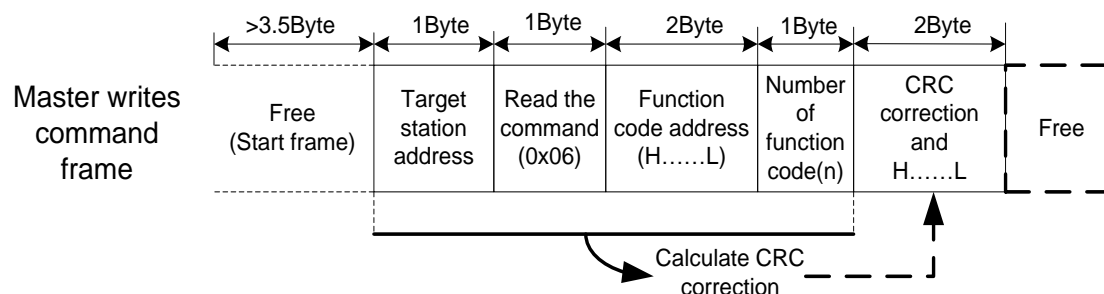 >3.5Byte 1Byte 1Byte 2Byte 1Byte 2Byte
Master writes
command
frame
Free
(Start frame)
Target
station
address
Read the
command
(0x06)
Function
code address
(H......L)
Number
of
function
code(n)
CRC
correction
and
H......L
Free
Calculate CRC
correction